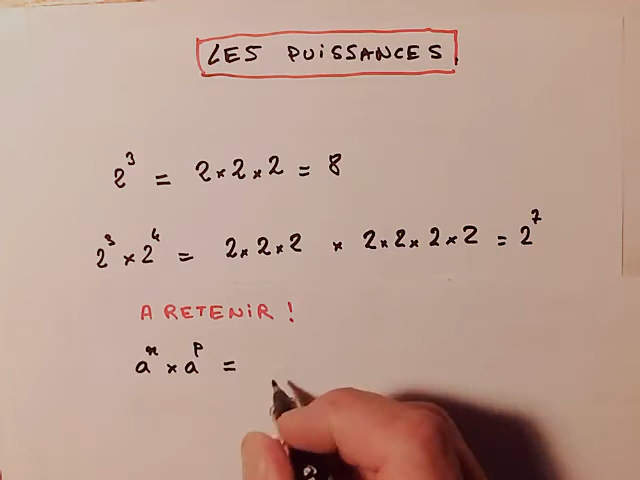 LES PUISSANCES
2³ = 2 × 2 × 2 = 8
2³ × 2⁴ = 2 × 2 × 2 × 2 × 2 × 2 × 2 = 2⁷
A RETENIR !
aⁿ × aᵖ =